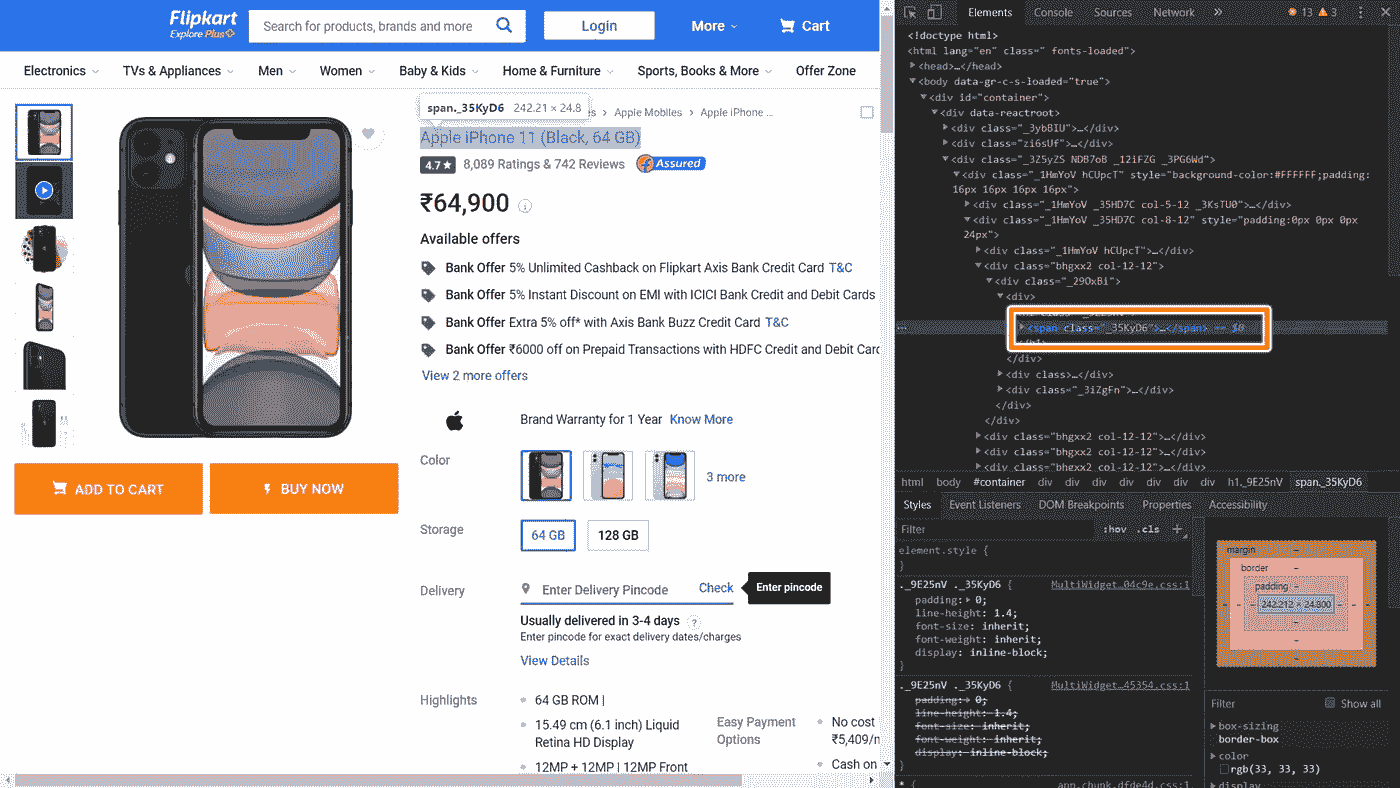 Flipkart
Explore Plus
Search for products, brands and more
Login
More
Cart
Electronics
TVs & Appliances
Men
Women
Baby & Kids
Home & Furniture
Sports, Books & More
Offer Zone
span._35KyD6 242.21 × 24.8
Apple Mobiles
Apple iPhone ...
Apple iPhone 11 (Black, 64 GB)
4.7★ 8,089 Ratings & 742 Reviews Assured
₹64,900
Available offers
Bank Offer 5% Unlimited Cashback on Flipkart Axis Bank Credit Card T&C
Bank Offer 5% Instant Discount on EMI with ICICI Bank Credit and Debit Cards
Bank Offer Extra 5% off* with Axis Bank Buzz Credit Card T&C
Bank Offer ₹6000 off on Prepaid Transactions with HDFC Credit and Debit Card
View 2 more offers
Brand Warranty for 1 Year Know More
ADD TO CART
BUY NOW
Color
3 more
Storage
64 GB
128 GB
Delivery
Enter Delivery Pincode
Check
Enter pincode
Usually delivered in 3-4 days ?
Enter pincode for exact delivery dates/charges
View Details
Highlights
64 GB ROM |
15.49 cm (6.1 inch) Liquid
Retina HD Display
12MP + 12MP | 12MP Front
Easy Payment
Options
No cost
₹5,409/m
Cash on
Elements Console Sources Network » 13 3
<!doctype html>
<html lang="en" class=" fonts-loaded">
<head>…</head>
<body data-gr-c-s-loaded="true">
<div id="container">
<div data-reactroot>
<div class="_3ybBIU">…</div>
<div class="zi6sUf">…</div>
<div class="_3Z5yZS NDB7oB _12iFZG _3PG6Wd">
<div class="_1HmYoV hCUpcT" style="background-color:#FFFFFF;padding:
16px 16px 16px 16px">
<div class="_1HmYoV _35HD7C col-5-12 _3KsTU0">…</div>
<div class="_1HmYoV _35HD7C col-8-12" style="padding:0px 0px 0px
24px">
<div class="_1HmYoV hCUpcT">…</div>
<div class="bhgxx2 col-12-12">
<div class="_29OxBi">
<div>
<span class="_35KyD6">…</span> == $0
</h1>
</div>
<div class>…</div>
<div class="_3iZgFn">…</div>
</div>
</div>
<div class="bhgxx2 col-12-12">…</div>
<div class="bhgxx2 col-12-12">…</div>
<div class="bhgxx2 col-12-12">…</div>
html body #container div div div div div div div h1._9E25nV span._35KyD6
Styles Event Listeners DOM Breakpoints Properties Accessibility
Filter :hov .cls +
element.style {
}
._9E25nV ._35KyD6 { MultiWidget…04c9e.css:1
padding: 0;
line-height: 1.4;
font-size: inherit;
font-weight: inherit;
display: inline-block;
}
._9E25nV ._35KyD6 { MultiWidget…45354.css:1
padding: 0;
line-height: 1.4;
font-size: inherit;
font-weight: inherit;
display: inline-block;
}
* { app.chunk.dfde4d.css:1
margin –
border –
padding –
242.212 × 24.800
Filter Show all
box-sizing
border-box
color
rgb(33, 33, 33)
display